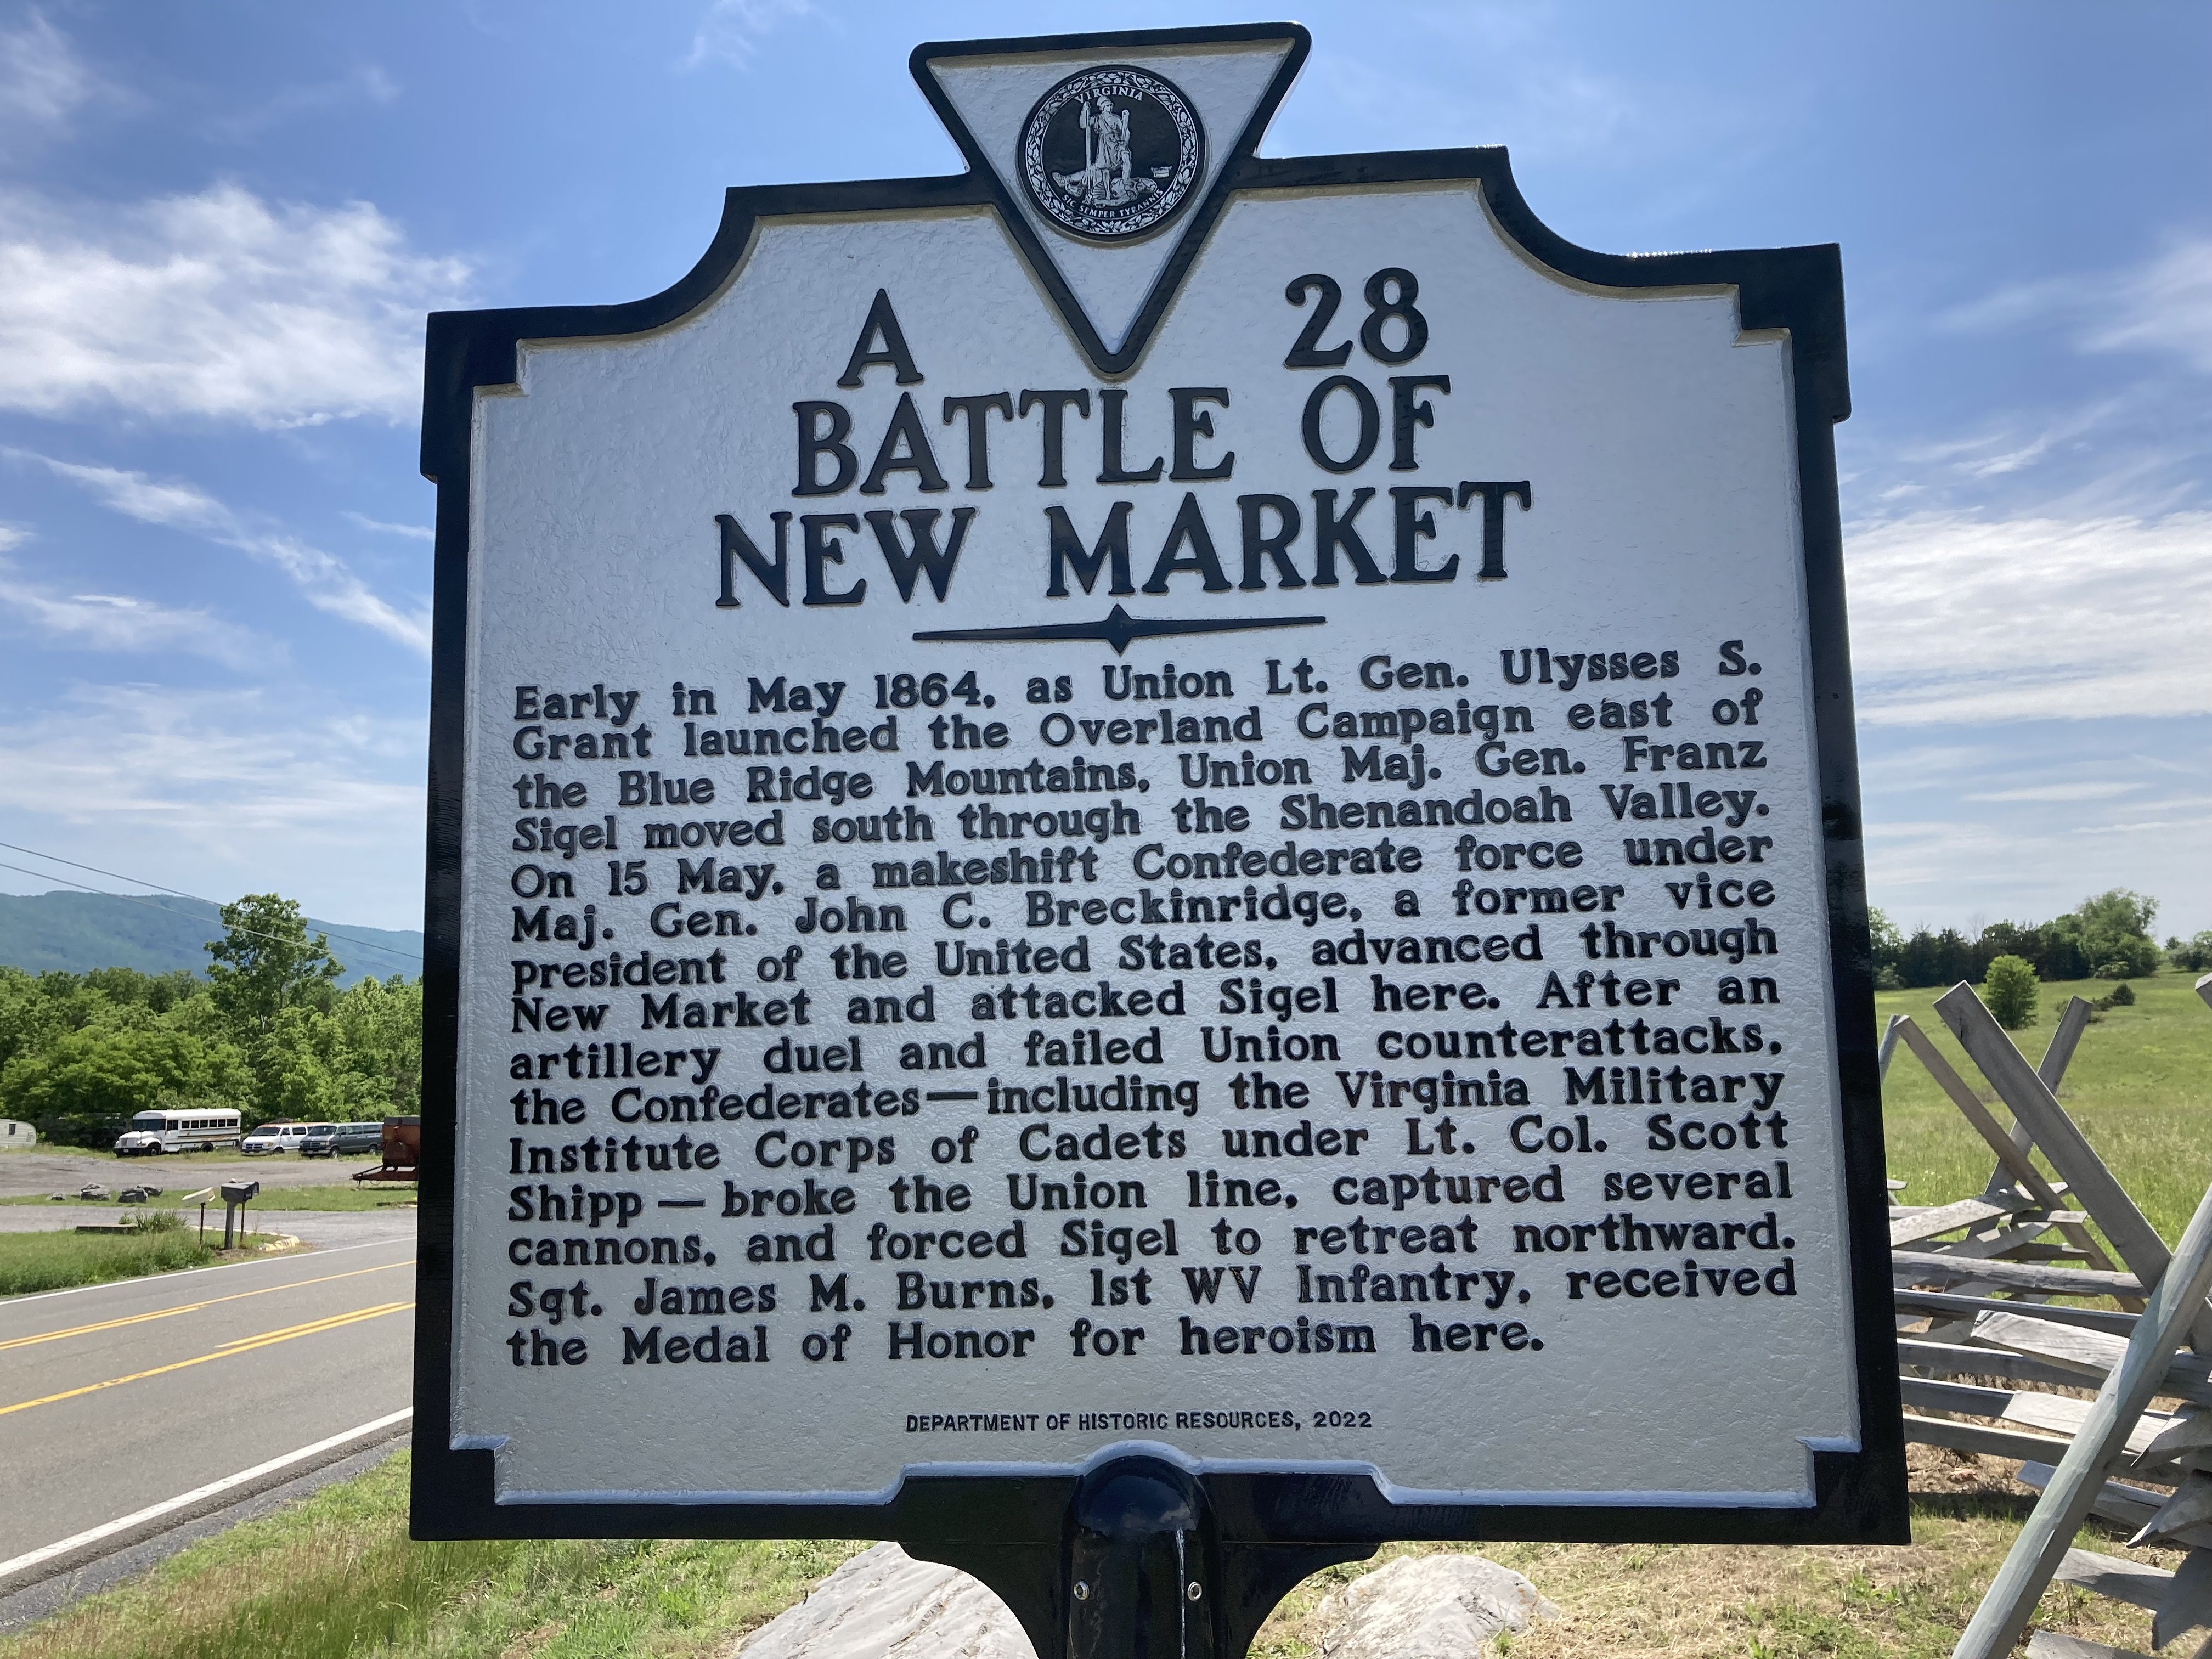 VIRGINIA
SIC SEMPER TYRANNIS
A 28
BATTLE OF
NEW MARKET
Early in May 1864, as Union Lt. Gen. Ulysses S.
Grant launched the Overland Campaign east of
the Blue Ridge Mountains, Union Maj. Gen. Franz
Sigel moved south through the Shenandoah Valley.
On 15 May, a makeshift Confederate force under
Maj. Gen. John C. Breckinridge, a former vice
president of the United States, advanced through
New Market and attacked Sigel here. After an
artillery duel and failed Union counterattacks,
the Confederates—including the Virginia Military
Institute Corps of Cadets under Lt. Col. Scott
Shipp — broke the Union line, captured several
cannons, and forced Sigel to retreat northward.
Sgt. James M. Burns, 1st WV Infantry, received
the Medal of Honor for heroism here.
DEPARTMENT OF HISTORIC RESOURCES, 2022